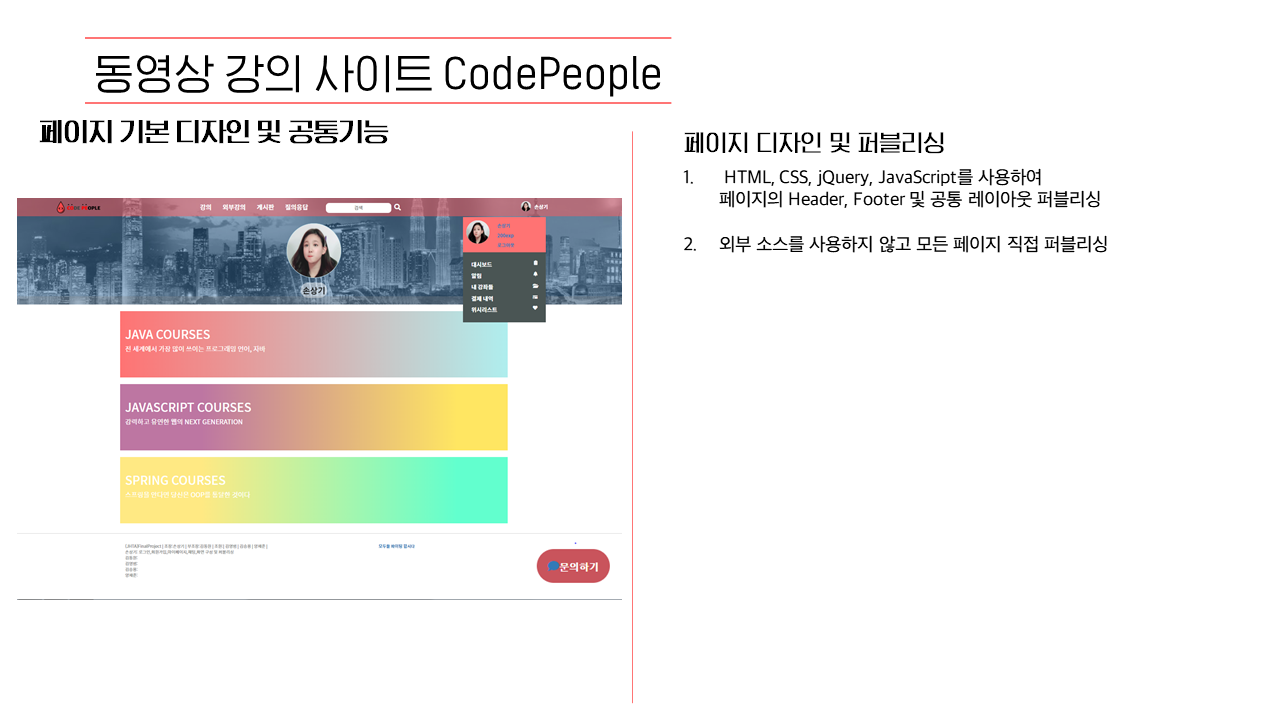 동영상 강의 사이트 CodePeople
페이지 기본 디자인 및 공통기능
강의 외부강의 게시판 질의응답 검색 손상기
손상기
로그아웃
대시보드
알림
내 강좌들
결제 내역
위시리스트
손상기
JAVA COURSES
전 세계에서 가장 많이 쓰이는 프로그래밍 언어, 자바
JAVASCRIPT COURSES
강력하고 유연한 웹의 NEXT GENERATION
SPRING COURSES
문의하기
페이지 디자인 및 퍼블리싱
1. HTML, CSS, jQuery, JavaScript를 사용하여
페이지의 Header, Footer 및 공통 레이아웃 퍼블리싱
2. 외부 소스를 사용하지 않고 모든 페이지 직접 퍼블리싱